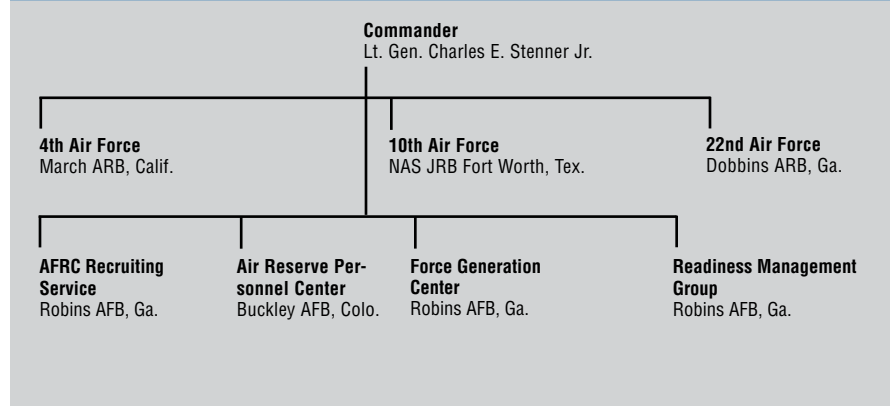 Commander
Lt. Gen. Charles E. Stenner Jr.
4th Air Force
March ARB, Calif.
10th Air Force
NAS JRB Fort Worth, Tex.
22nd Air Force
Dobbins ARB, Ga.
AFRC Recruiting
Service
Robins AFB, Ga.
Air Reserve Per-
sonnel Center
Buckley AFB, Colo.
Force Generation
Center
Robins AFB, Ga.
Readiness Management
Group
Robins AFB, Ga.